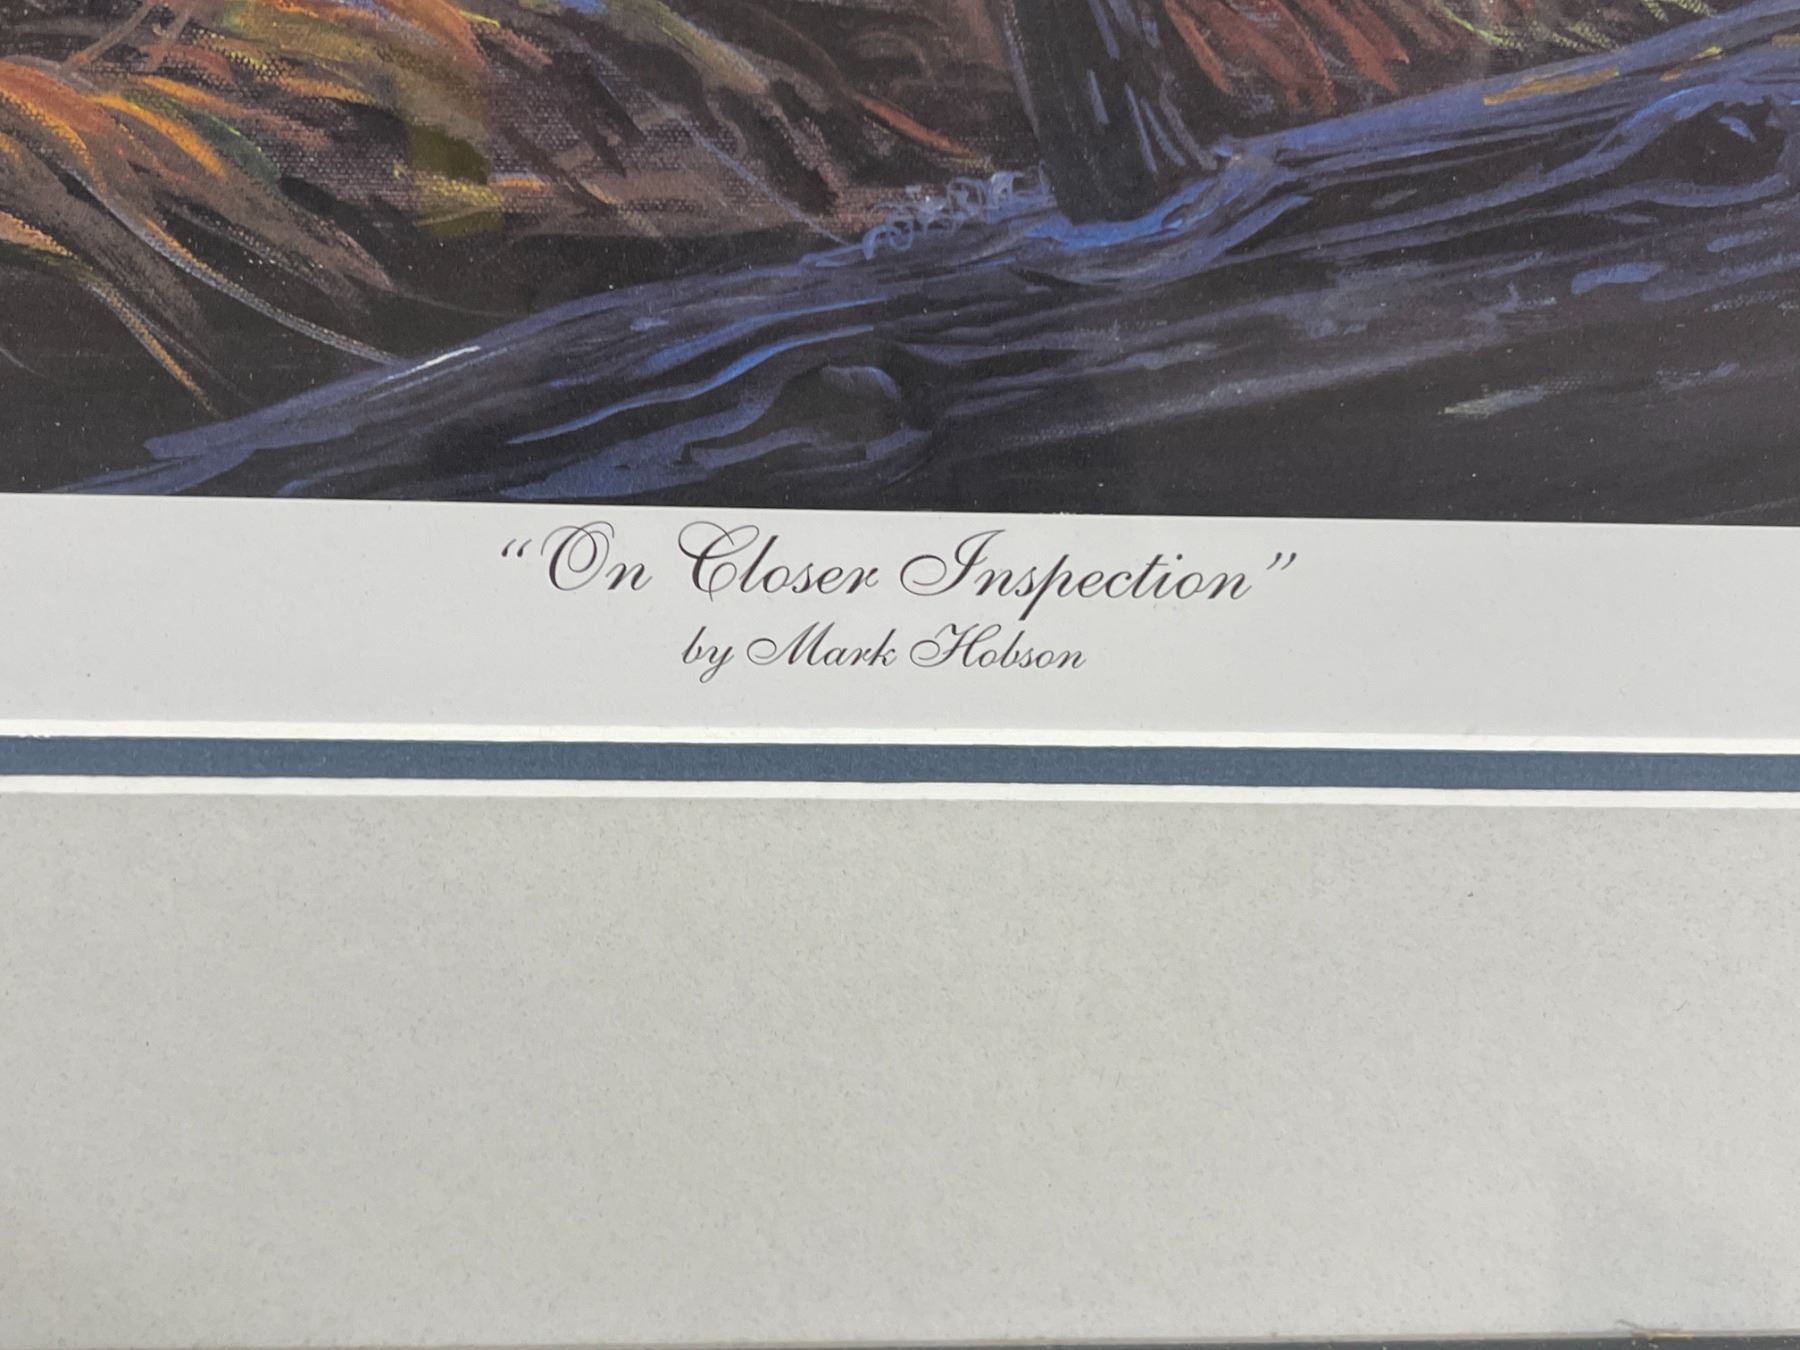 “On Closer Inspection”
by Mark Hobson